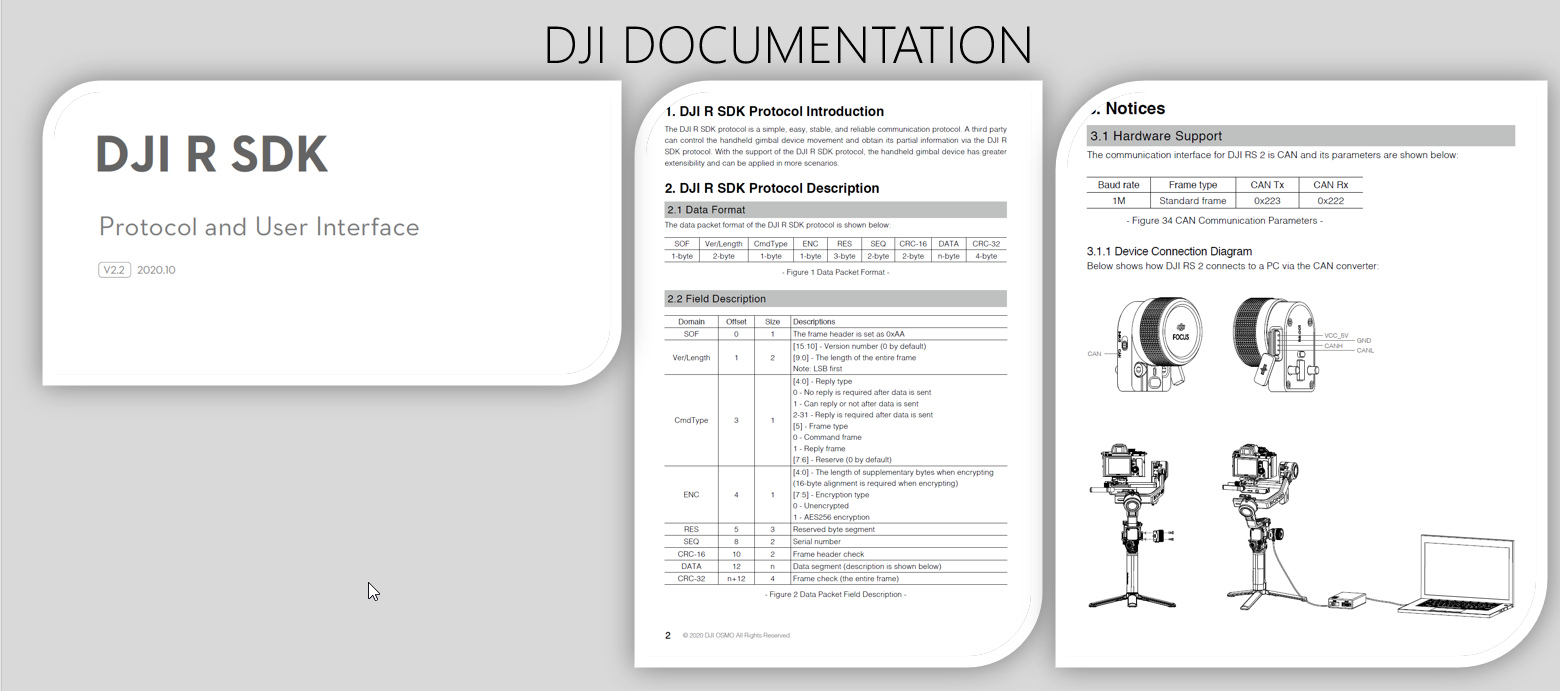 DJI DOCUMENTATION
DJI R SDK
Protocol and User Interface
V2.2 2020.10
1. DJI R SDK Protocol Introduction
The DJI R SDK protocol is a simple, easy, stable, and reliable communication protocol. A third party
can control the handheld gimbal device movement and obtain its partial information via the DJI R
SDK protocol. With the support of the DJI R SDK protocol, the handheld gimbal device has greater
extensibility and can be applied in more scenarios.
2. DJI R SDK Protocol Description
2.1 Data Format
The data packet format of the DJI R SDK protocol is shown below:
SOF Ver/Length CmdType ENC RES SEQ CRC-16 DATA CRC-32
1-byte 2-byte 1-byte 1-byte 3-byte 2-byte 2-byte n-byte 4-byte
- Figure 1 Data Packet Format -
2.2 Field Description
Domain Offset Size Descriptions
SOF 0 1 The frame header is set as 0xAA
Ver/Length 1 2 [15:10] - Version number (0 by default)
[9:0] - The length of the entire frame
Note: LSB first
CmdType 3 1 [4:0] - Reply type
0 - No reply is required after data is sent
1 - Can reply or not after data is sent
2-31 - Reply is required after data is sent
[5] - Frame type
0 - Command frame
1 - Reply frame
[7:6] - Reserve (0 by default)
ENC 4 1 [4:0] - The length of supplementary bytes when encrypting
(16-byte alignment is required when encrypting)
[7:5] - Encryption type
0 - Unencrypted
1 - AES256 encryption
RES 5 3 Reserved byte segment
SEQ 8 2 Serial number
CRC-16 10 2 Frame header check
DATA 12 n Data segment (description is shown below)
CRC-32 n+12 4 Frame check (the entire frame)
- Figure 2 Data Packet Field Description -
2 © 2020 DJI OSMO All Rights Reserved.
. Notices
3.1 Hardware Support
The communication interface for DJI RS 2 is CAN and its parameters are shown below:
Baud rate Frame type CAN Tx CAN Rx
1M Standard frame 0x223 0x222
- Figure 34 CAN Communication Parameters -
3.1.1 Device Connection Diagram
Below shows how DJI RS 2 connects to a PC via the CAN converter:
CAN
FOCUS
VCC_5V
GND
CANH
CANL